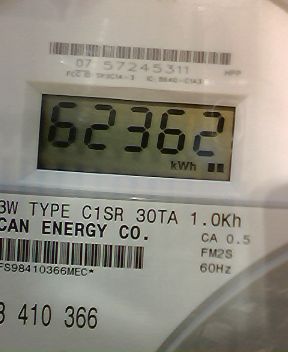 07 57245311
HPP
62362
kWh
3W TYPE C1SR 30TA 1.0Kh
CAN ENERGY CO.
CA 0.5
FM2S
60Hz
FS98410366MEC*
8 410 366